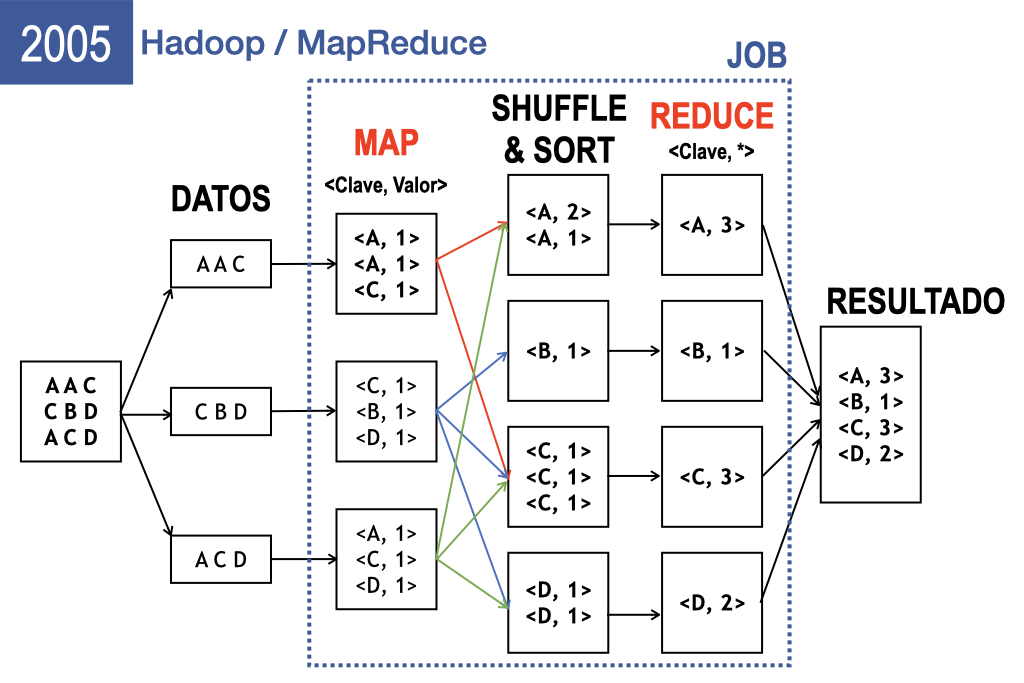 2005
Hadoop / MapReduce
JOB
DATOS
MAP
<Clave, Valor>
SHUFFLE
& SORT
REDUCE
<Clave, *>
RESULTADO
A A C
C B D
A C D
A A C
C B D
A C D
<A, 1>
<A, 1>
<C, 1>
<C, 1>
<B, 1>
<D, 1>
<A, 1>
<C, 1>
<D, 1>
<A, 2>
<A, 1>
<B, 1>
<C, 1>
<C, 1>
<C, 1>
<D, 1>
<D, 1>
<A, 3>
<B, 1>
<C, 3>
<D, 2>
<A, 3>
<B, 1>
<C, 3>
<D, 2>